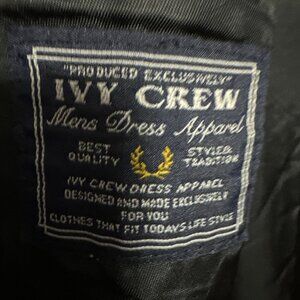 "PRODUCED EXCLUSIVELY"
IVY CREW
Mens Dress Apparel
BEST QUALITY
STYLE & TRADITION
IVY CREW DRESS APPAREL
DESIGNED AND MADE EXCLUSIVELY
FOR YOU
CLOTHES THAT FIT TODAYS LIFE STYLE